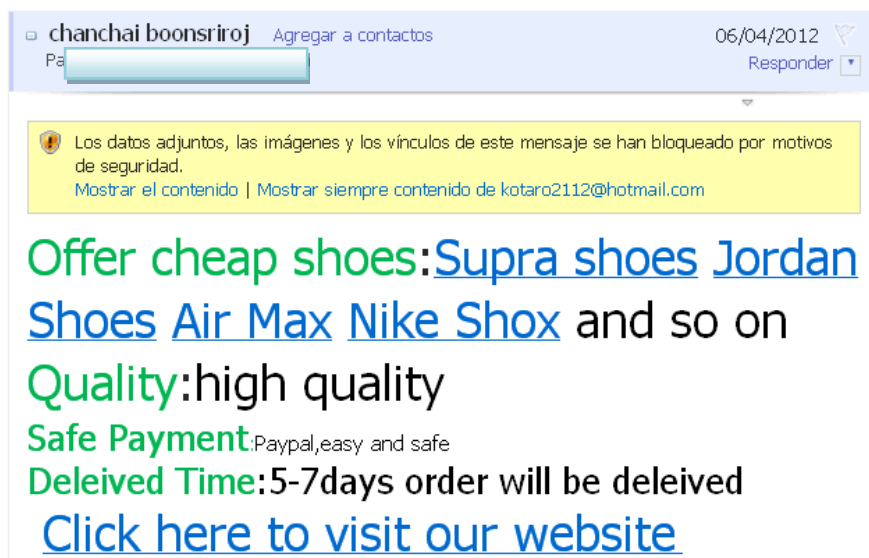 chanchai boonsriroj Agregar a contactos 06/04/2012
Pa
Responder
Los datos adjuntos, las imágenes y los vínculos de este mensaje se han bloqueado por motivos
de seguridad.
Mostrar el contenido | Mostrar siempre contenido de kotaro2112@hotmail.com
Offer cheap shoes:Supra shoes Jordan
Shoes Air Max Nike Shox and so on
Quality:high quality
Safe Payment:Paypal,easy and safe
Deleived Time:5-7days order will be deleived
Click here to visit our website